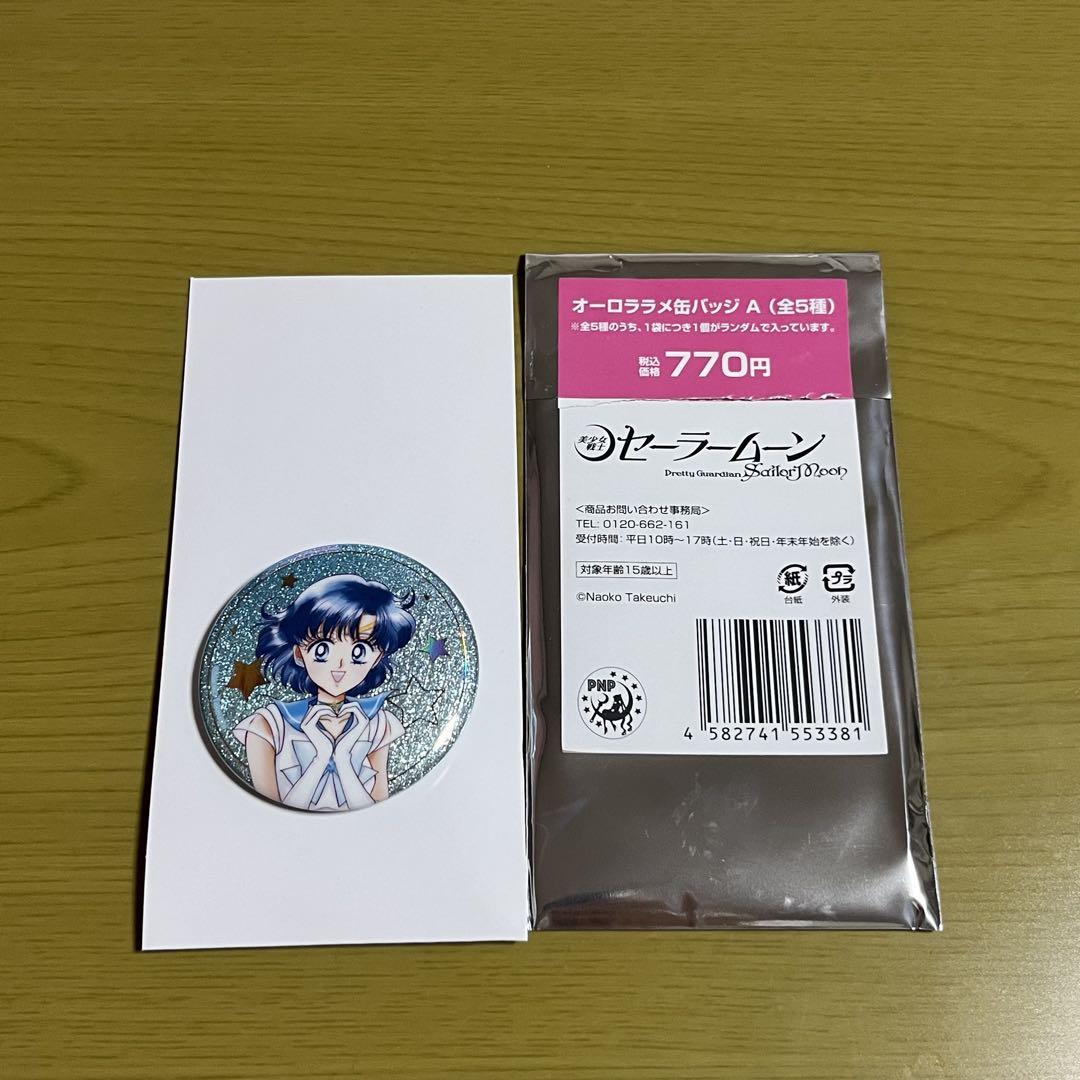 オーロララメ缶バッジ A（全5種）
※全5種のうち、1袋につき1個がランダムで入っています。
税込価格 770円
美少女戦士 セーラームーン
Pretty Guardian Sailor Moon
<商品お問い合わせ事務局>
TEL: 0120-662-161
受付時間: 平日10時〜17時(土・日・祝日・年末年始を除く)
対象年齢15歳以上
紙 プラ
台紙 外装
©Naoko Takeuchi
PNP
4 582741 553381